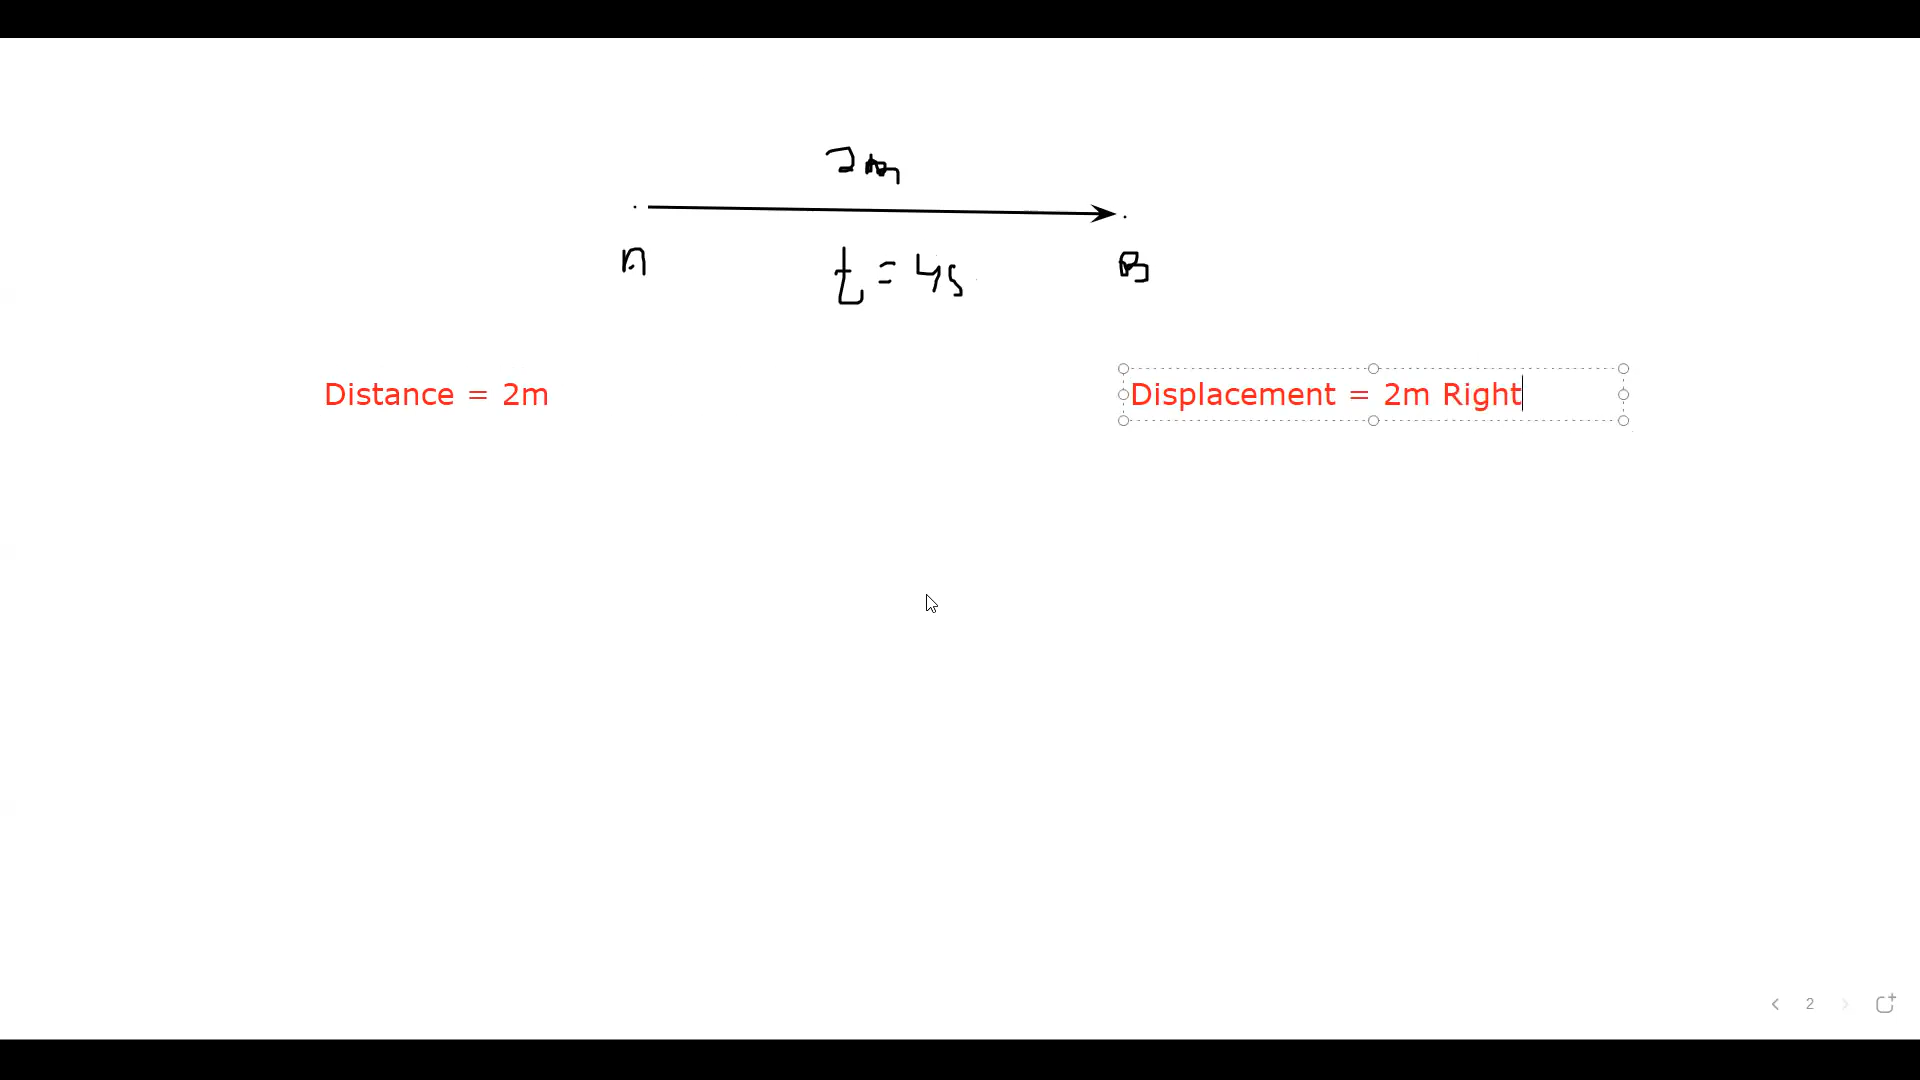 2m
A
t = 4s
B
Distance = 2m
Displacement = 2m Right
2